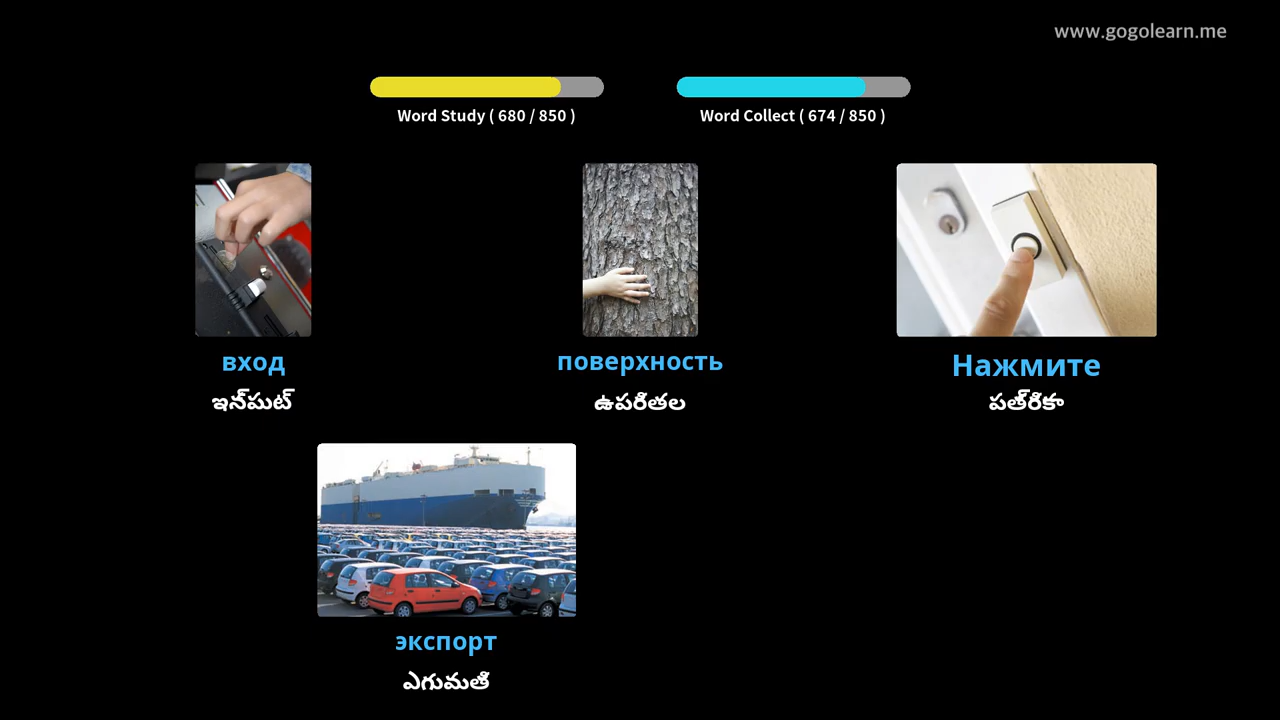 www.gogolearn.me
Word Study ( 680 / 850 )
Word Collect ( 674 / 850 )
вход
ఇన్‌పుట్
поверхность
ఉపరితల
Нажмите
పత్రికా
экспорт
ఎగుమతి